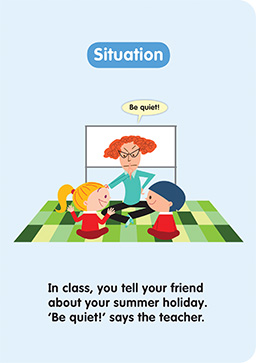 Situation
Be quiet!
In class, you tell your friend
about your summer holiday.
‘Be quiet!’ says the teacher.